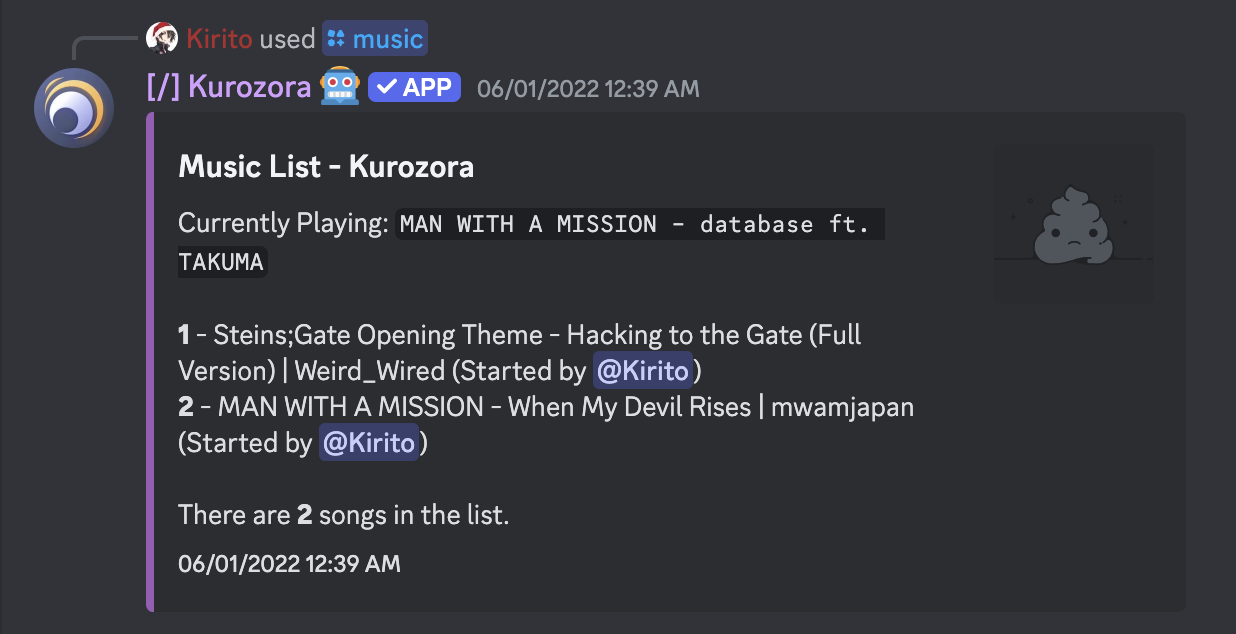 Kirito used music
[/] Kurozora 🤖 ✓ APP 06/01/2022 12:39 AM
Music List - Kurozora
Currently Playing: MAN WITH A MISSION - database ft.
TAKUMA
1 - Steins;Gate Opening Theme - Hacking to the Gate (Full
Version) | Weird_Wired (Started by @Kirito)
2 - MAN WITH A MISSION - When My Devil Rises | mwamjapan
(Started by @Kirito)
There are 2 songs in the list.
06/01/2022 12:39 AM